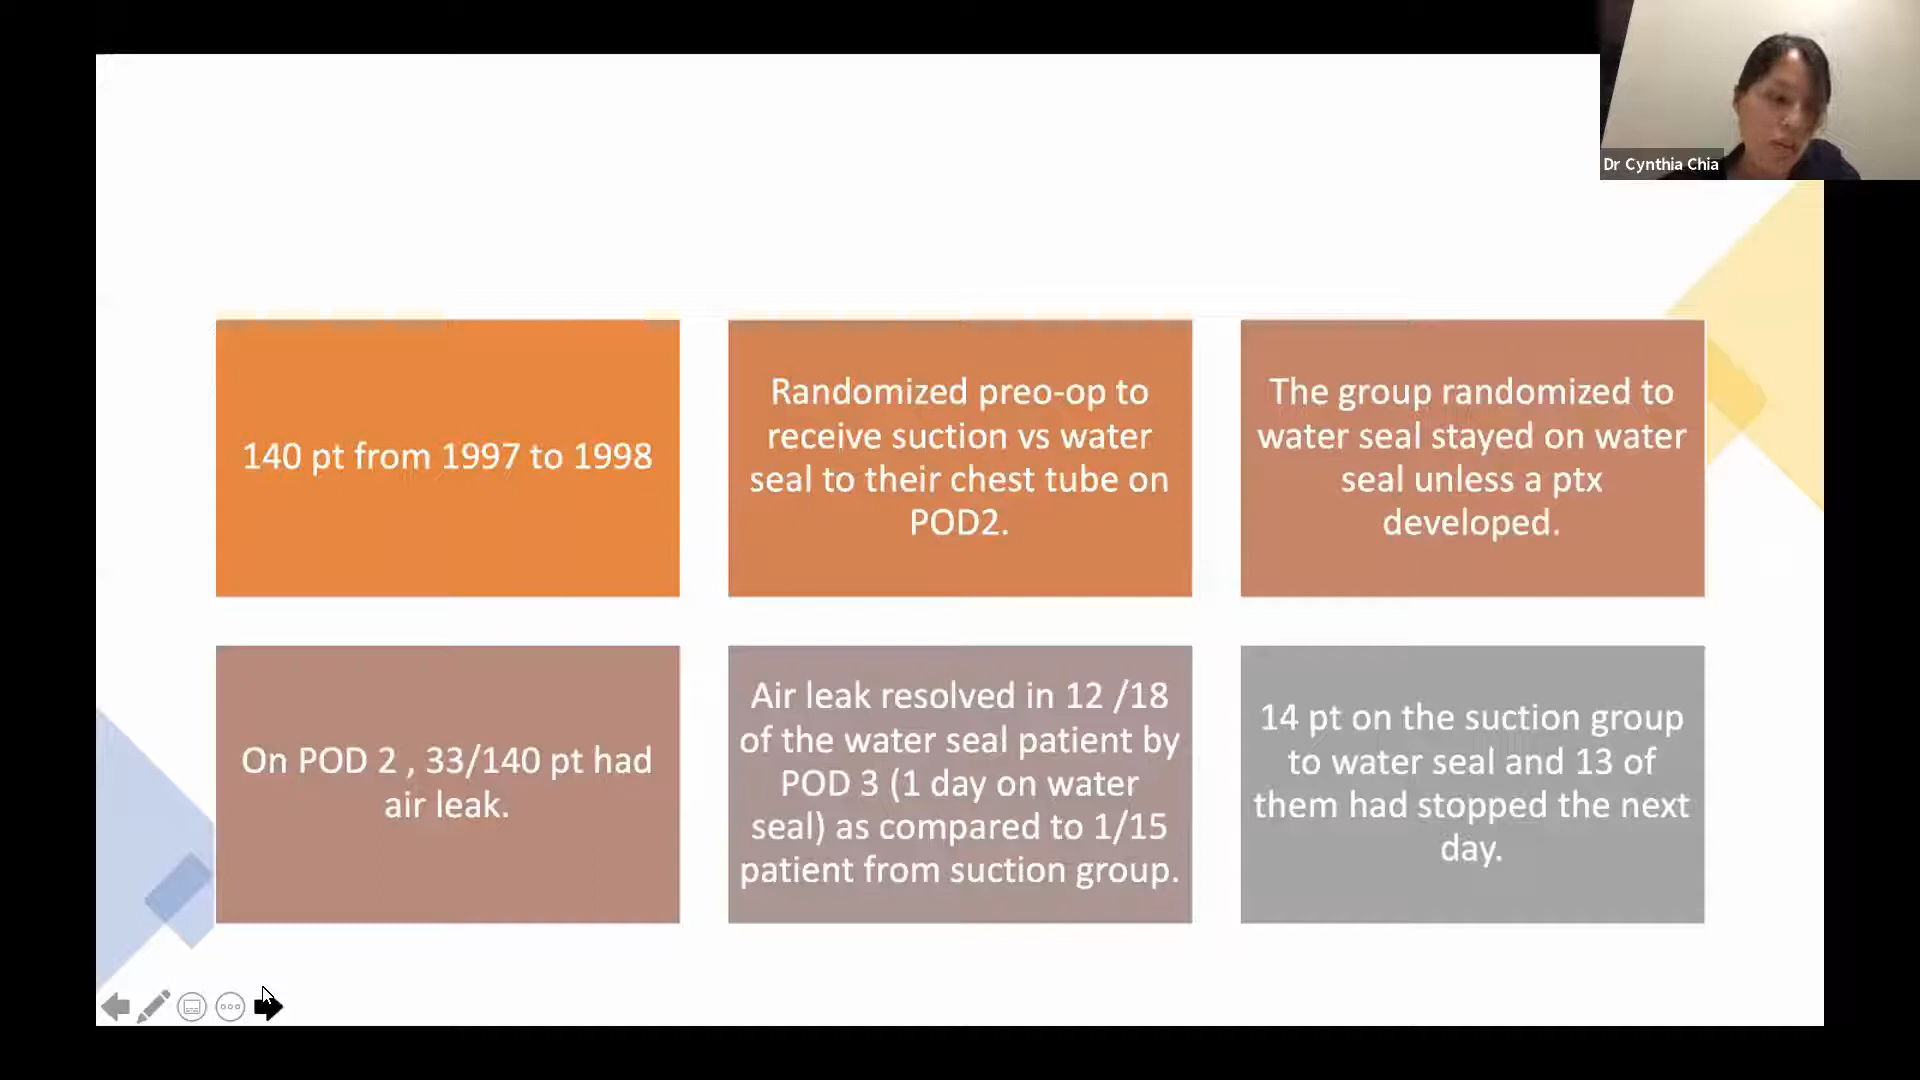 Dr Cynthia Chia
140 pt from 1997 to 1998
Randomized preo-op to
receive suction vs water
seal to their chest tube on
POD2.
The group randomized to
water seal stayed on water
seal unless a ptx
developed.
On POD 2 , 33/140 pt had
air leak.
Air leak resolved in 12 /18
of the water seal patient by
POD 3 (1 day on water
seal) as compared to 1/15
patient from suction group.
14 pt on the suction group
to water seal and 13 of
them had stopped the next
day.